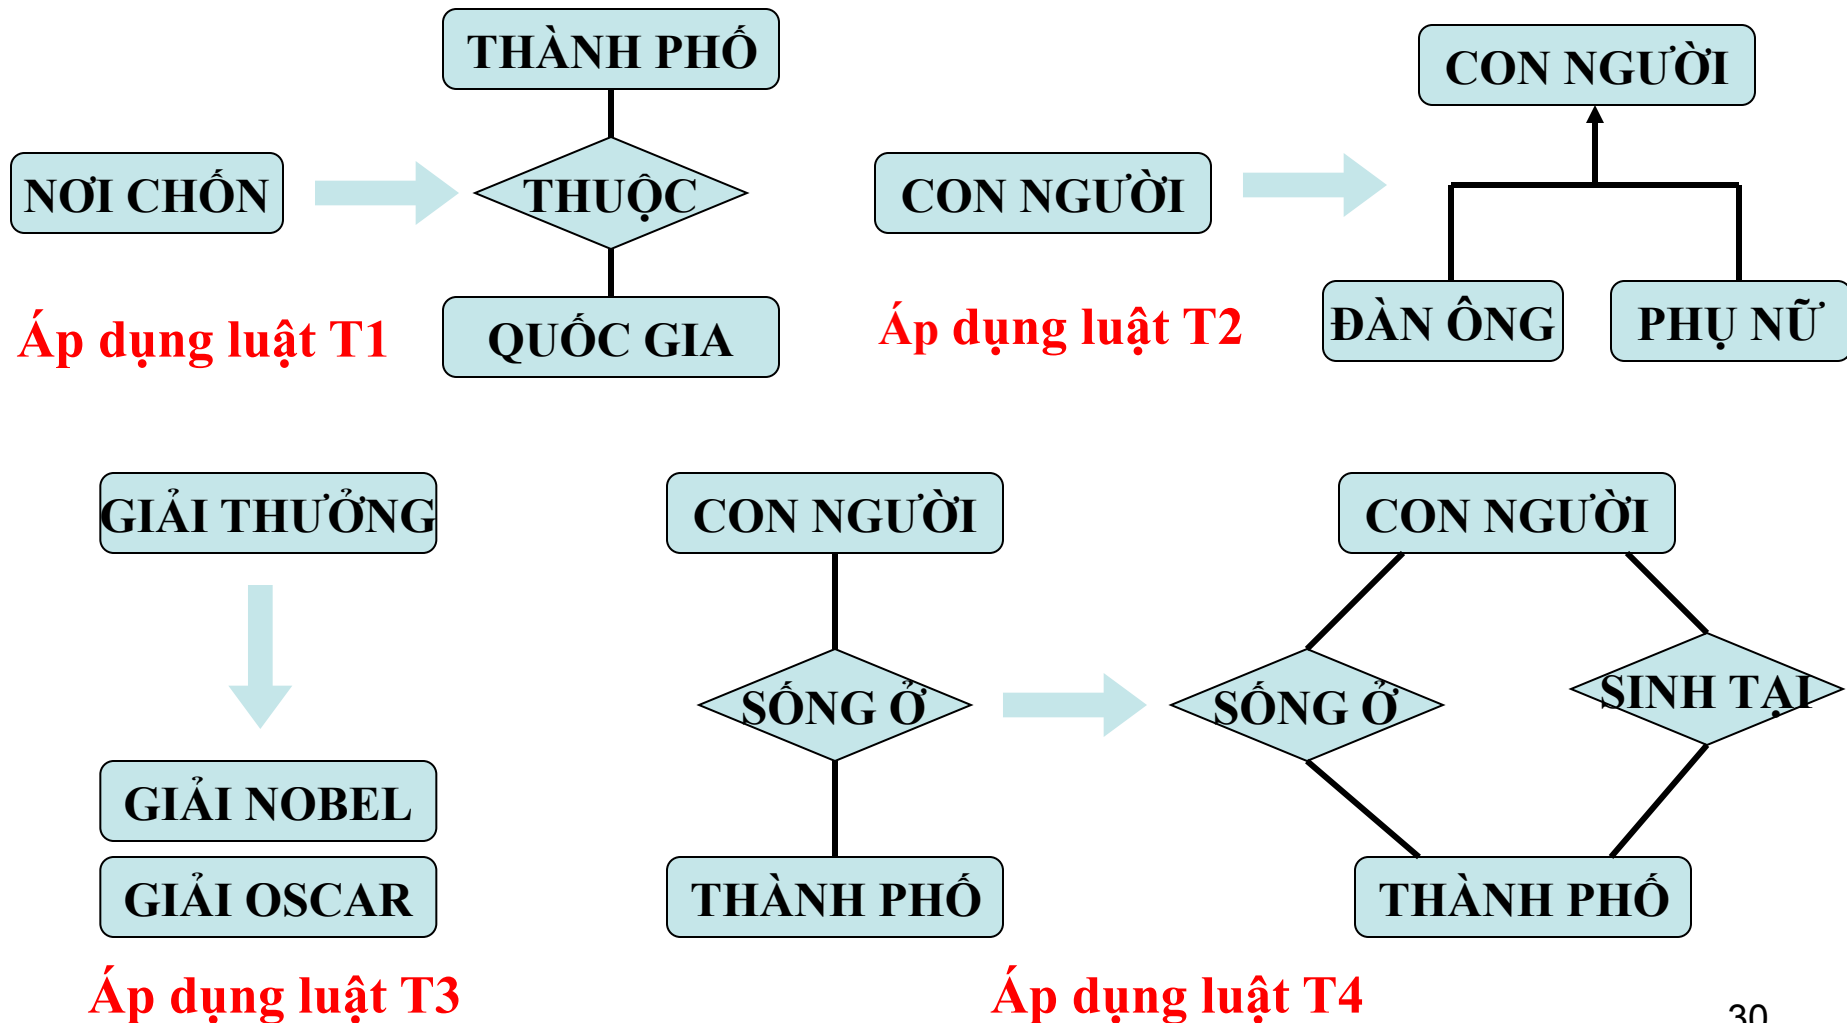 THÀNH PHỐ
NƠI CHỐN
THUỘC
QUỐC GIA
Áp dụng luật T1
CON NGƯỜI
CON NGƯỜI
ĐÀN ÔNG
PHỤ NỮ
Áp dụng luật T2
GIẢI THƯỞNG
GIẢI NOBEL
GIẢI OSCAR
Áp dụng luật T3
CON NGƯỜI
SỐNG Ở
THÀNH PHỐ
CON NGƯỜI
SỐNG Ở
SINH TẠI
THÀNH PHỐ
Áp dụng luật T4
30